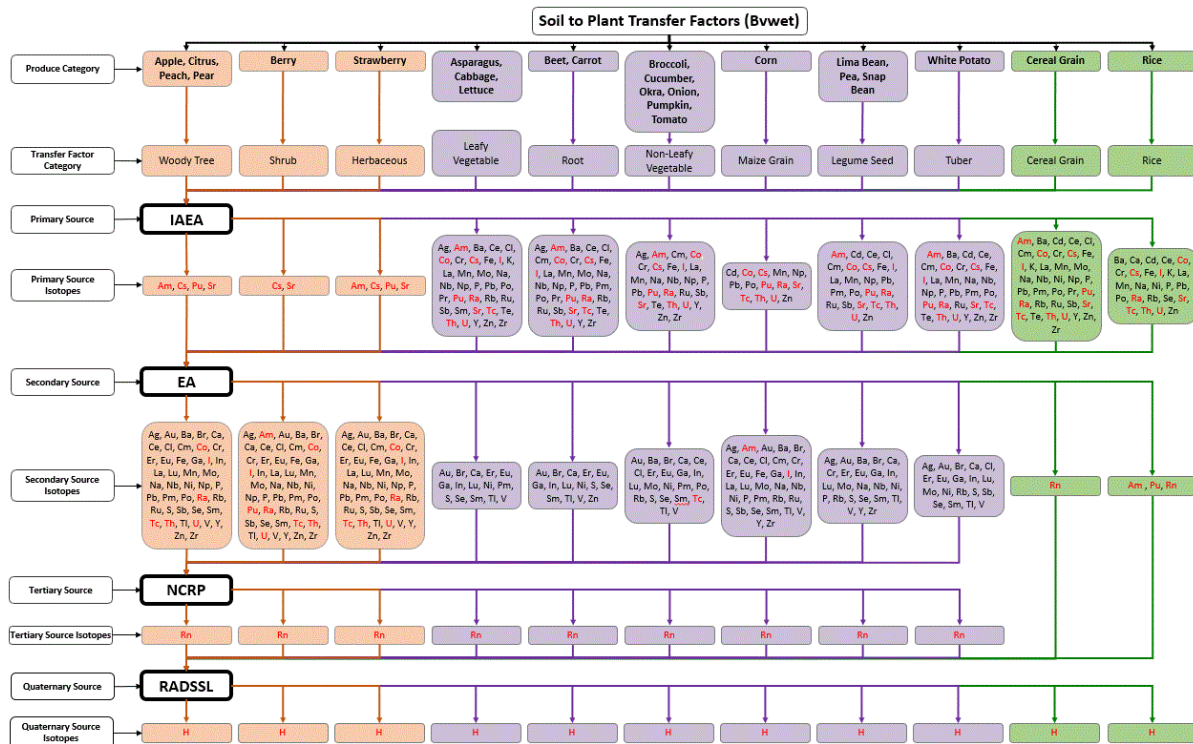 Soil to Plant Transfer Factors (Bvwet)
Produce Category
Apple, Citrus,
Peach, Pear
Berry
Strawberry
Asparagus,
Cabbage,
Lettuce
Beet, Carrot
Broccoli,
Cucumber,
Okra, Onion,
Pumpkin,
Tomato
Corn
Lima Bean,
Pea, Snap
Bean
White Potato
Cereal Grain
Rice
Transfer Factor
Category
Woody Tree
Shrub
Herbaceous
Leafy
Vegetable
Root
Non-Leafy
Vegetable
Maize Grain
Legume Seed
Tuber
Cereal Grain
Rice
Primary Source
IAEA
Primary Source
Isotopes
Am, Cs, Pu, Sr
Cs, Sr
Am, Cs, Pu, Sr
Ag, Am, Ba, Ce, Cl,
Co, Cr, Cs, Fe, I, K,
La, Mn, Mo, Na,
Nb, Np, P, Pb, Po,
Pr, Pu, Ra, Rb, Ru,
Sb, Sm, Sr, Tc, Te,
Th, U, Y, Zn, Zr
Ag, Am, Ba, Ce, Cl,
Cm, Co, Cr, Cs, Fe,
I, La, Mn, Mo, Na,
Nb, Np, P, Pb, Pm,
Po, Pr, Pu, Ra, Rb,
Ru, Sb, Sr, Tc, Te,
Th, U, Y, Zn, Zr
Ag, Am, Cm, Co,
Cr, Cs, Fe, I, La,
Mn, Na, Nb, Np, P,
Pb, Pu, Ra, Ru, Sb,
Sr, Te, Th, U, Y,
Zn, Zr
Cd, Co, Cs, Mn, Np,
Pb, Po, Pu, Ra, Sr,
Tc, Th, U, Zn
Am, Cd, Ce, Cl,
Cm, Co, Cs, Fe, I,
La, Mn, Na, Np, Pb,
Pm, Po, Pu, Ra,
Ru, Sb, Sr, Tc, Th,
U, Zn
Am, Ba, Cd, Ce,
Cm, Co, Cr, Cs, Fe,
I, La, Mn, Na, Nb,
Np, P, Pb, Pm, Po,
Pu, Ra, Ru, Sr, Tc,
Te, Th, U, Y, Zn, Zr
Am, Ba, Cd, Ce, Cl,
Cm, Co, Cr, Cs, Fe,
I, K, La, Mn, Mo,
Na, Nb, Np, P, Pb,
Pm, Po, Pr, Pu,
Ra, Rb, Ru, Sb, Sr,
Tc, Te, Th, U, Y, Zn,
Zr
Ba, Ca, Cd, Ce, Co,
Cr, Cs, Fe, I, K, La,
Mn, Na, Ni, P, Pb,
Po, Ra, Rb, Se, Sr,
Tc, Th, U, Zn
Secondary Source
EA
Secondary Source
Isotopes
Ag, Au, Ba, Br, Ca,
Ce, Cl, Cm, Co, Cr,
Er, Eu, Fe, Ga, I, In,
La, Lu, Mn, Mo,
Na, Nb, Ni, Np, P,
Pb, Pm, Po, Ra, Rb,
Ru, S, Sb, Se, Sm,
Tc, Th, Tl, U, V, Y,
Zn, Zr
Ag, Am, Au, Ba, Br,
Ca, Ce, Cl, Cm, Co,
Cr, Er, Eu, Fe, Ga,
I, In, La, Lu, Mn,
Mo, Na, Nb, Ni,
Np, P, Pb, Pm, Po,
Pu, Ra, Rb, Ru, S,
Sb, Se, Sm, Tc, Th,
Tl, U, V, Y, Zn, Zr
Ag, Au, Ba, Br, Ca,
Ce, Cl, Cm, Co, Cr,
Er, Eu, Fe, Ga, I, In,
La, Lu, Mn, Mo,
Na, Nb, Ni, Np, P,
Pb, Pm, Po, Ra, Rb,
Ru, S, Sb, Se, Sm,
Tc, Th, Tl, U, V, Y,
Zn, Zr
Au, Br, Ca, Er, Eu,
Ga, In, Lu, Ni, Pm,
S, Se, Sm, Tl, V
Au, Br, Ca, Er, Eu,
Ga, In, Lu, Ni, S, Se,
Sm, Tl, V, Zn
Au, Ba, Br, Ca, Ce,
Cl, Er, Eu, Ga, In,
Lu, Mo, Ni, Pm, Po,
Rb, S, Se, Sm, Tc,
Tl, V
Ag, Am, Au, Ba, Br,
Ca, Ce, Cl, Cm, Cr,
Er, Eu, Fe, Ga, I, In,
La, Lu, Mo, Na, Nb,
Ni, P, Pm, Rb, Ru,
S, Sb, Se, Sm, Tl, V,
Y, Zr
Ag, Au, Ba, Br, Ca,
Cr, Er, Eu, Ga, In,
Lu, Mo, Nb, Ni,
P, Rb, S, Se, Sm, Tl,
V, Y, Zr
Ag, Au, Br, Ca, Cl,
Er, Eu, Ga, In, Lu,
Mo, Ni, Rb, S, Sb,
Se, Sm, Tl, V
Rn
Am , Pu, Rn
Tertiary Source
NCRP
Tertiary Source Isotopes
Rn
Rn
Rn
Rn
Rn
Rn
Rn
Rn
Rn
Quaternary Source
RADSSL
Quaternary Source
Isotopes
H
H
H
H
H
H
H
H
H
H
H